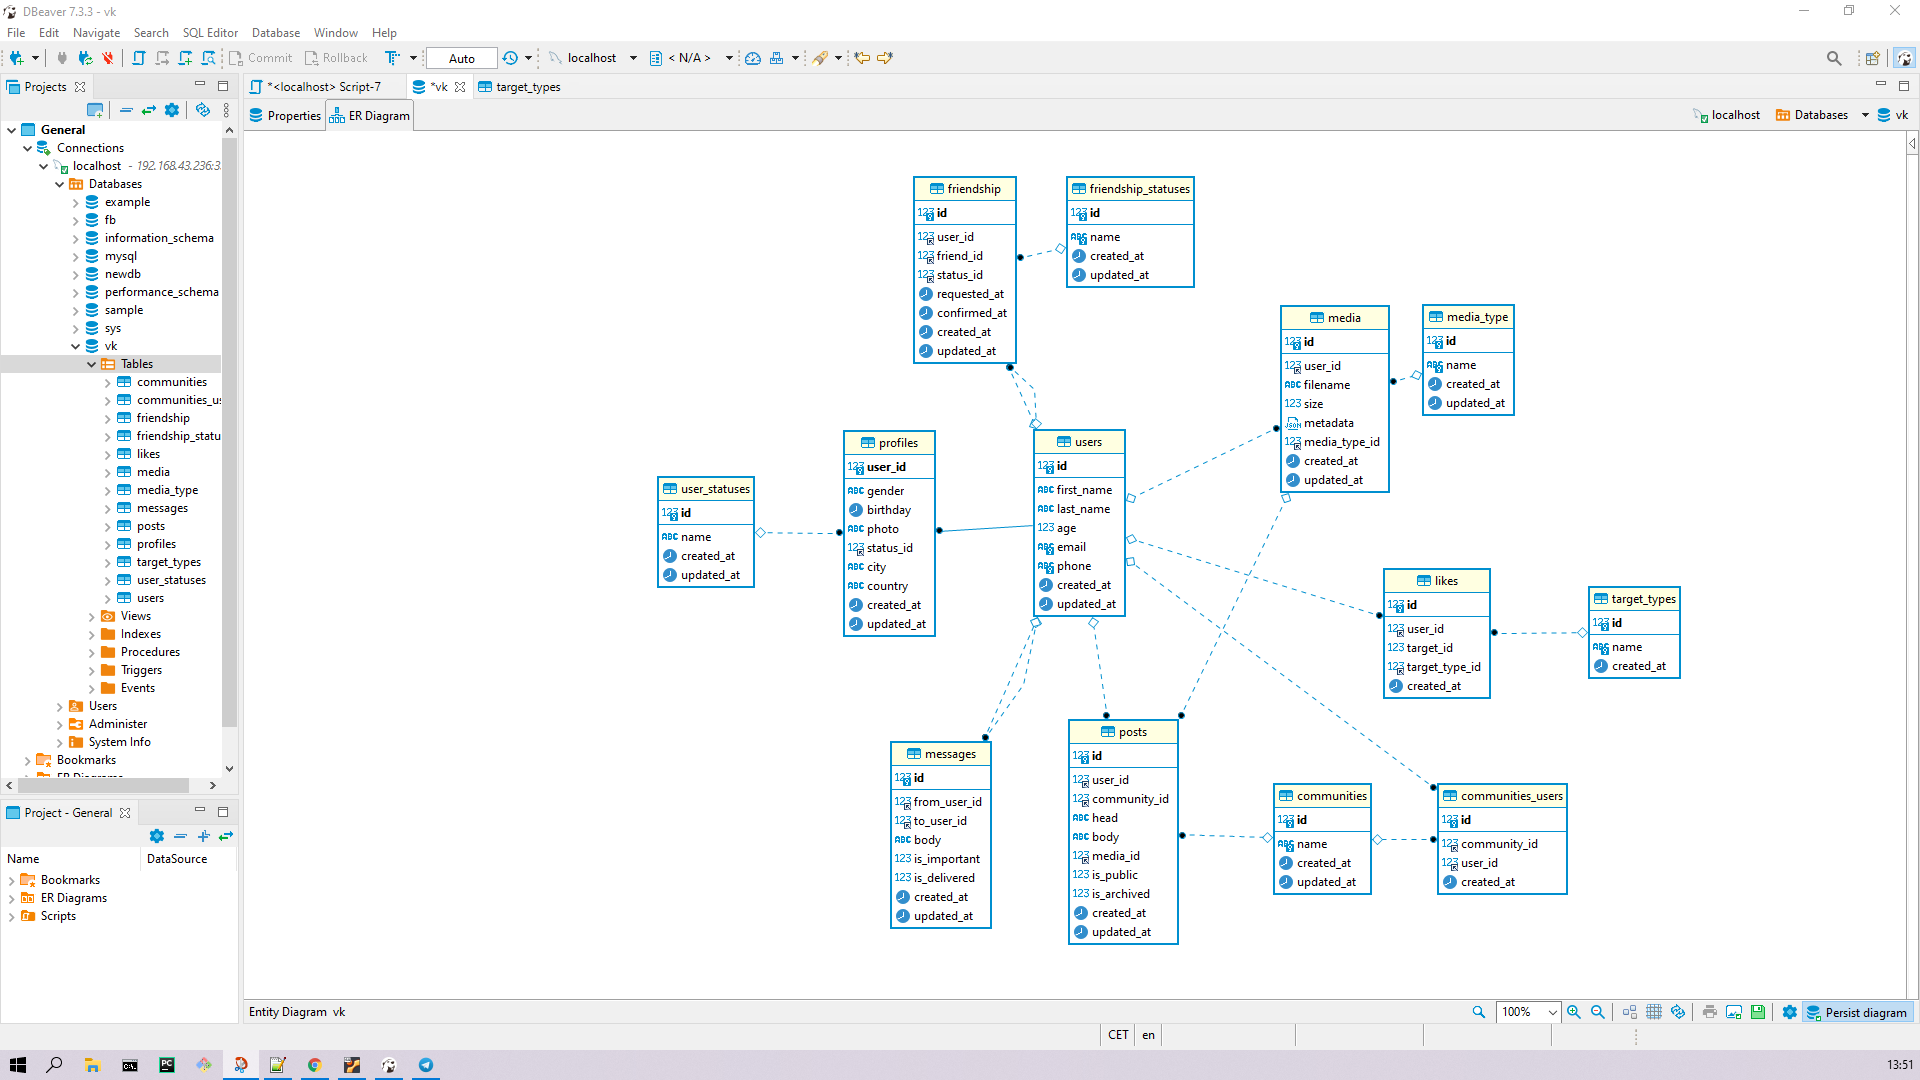 DBeaver 7.3.3 - vk
File Edit Navigate Search SQL Editor Database Window Help
Commit Rollback Auto localhost < N/A >
Projects
*<localhost> Script-7 *vk target_types
Properties ER Diagram localhost Databases vk
General
Connections
localhost - 192.168.43.236:3
Databases
example
fb
information_schema
mysql
newdb
performance_schema
sample
sys
vk
Tables
communities
communities_us
friendship
friendship_statu
likes
media
media_type
messages
posts
profiles
target_types
user_statuses
users
Views
Indexes
Procedures
Triggers
Events
Users
Administer
System Info
Bookmarks
ER Diagrams
Project - General
Name DataSource
Bookmarks
ER Diagrams
Scripts
friendship
id
user_id
friend_id
status_id
requested_at
confirmed_at
created_at
updated_at
friendship_statuses
id
name
created_at
updated_at
media
id
user_id
filename
size
metadata
media_type_id
created_at
updated_at
media_type
id
name
created_at
updated_at
user_statuses
id
name
created_at
updated_at
profiles
user_id
gender
birthday
photo
status_id
city
country
created_at
updated_at
users
id
first_name
last_name
age
email
phone
created_at
updated_at
likes
id
user_id
target_id
target_type_id
created_at
target_types
id
name
created_at
messages
id
from_user_id
to_user_id
body
is_important
is_delivered
created_at
updated_at
posts
id
user_id
community_id
head
body
media_id
is_public
is_archived
created_at
updated_at
communities
id
name
created_at
updated_at
communities_users
id
community_id
user_id
created_at
Entity Diagram vk 100% Persist diagram
CET en
13:51